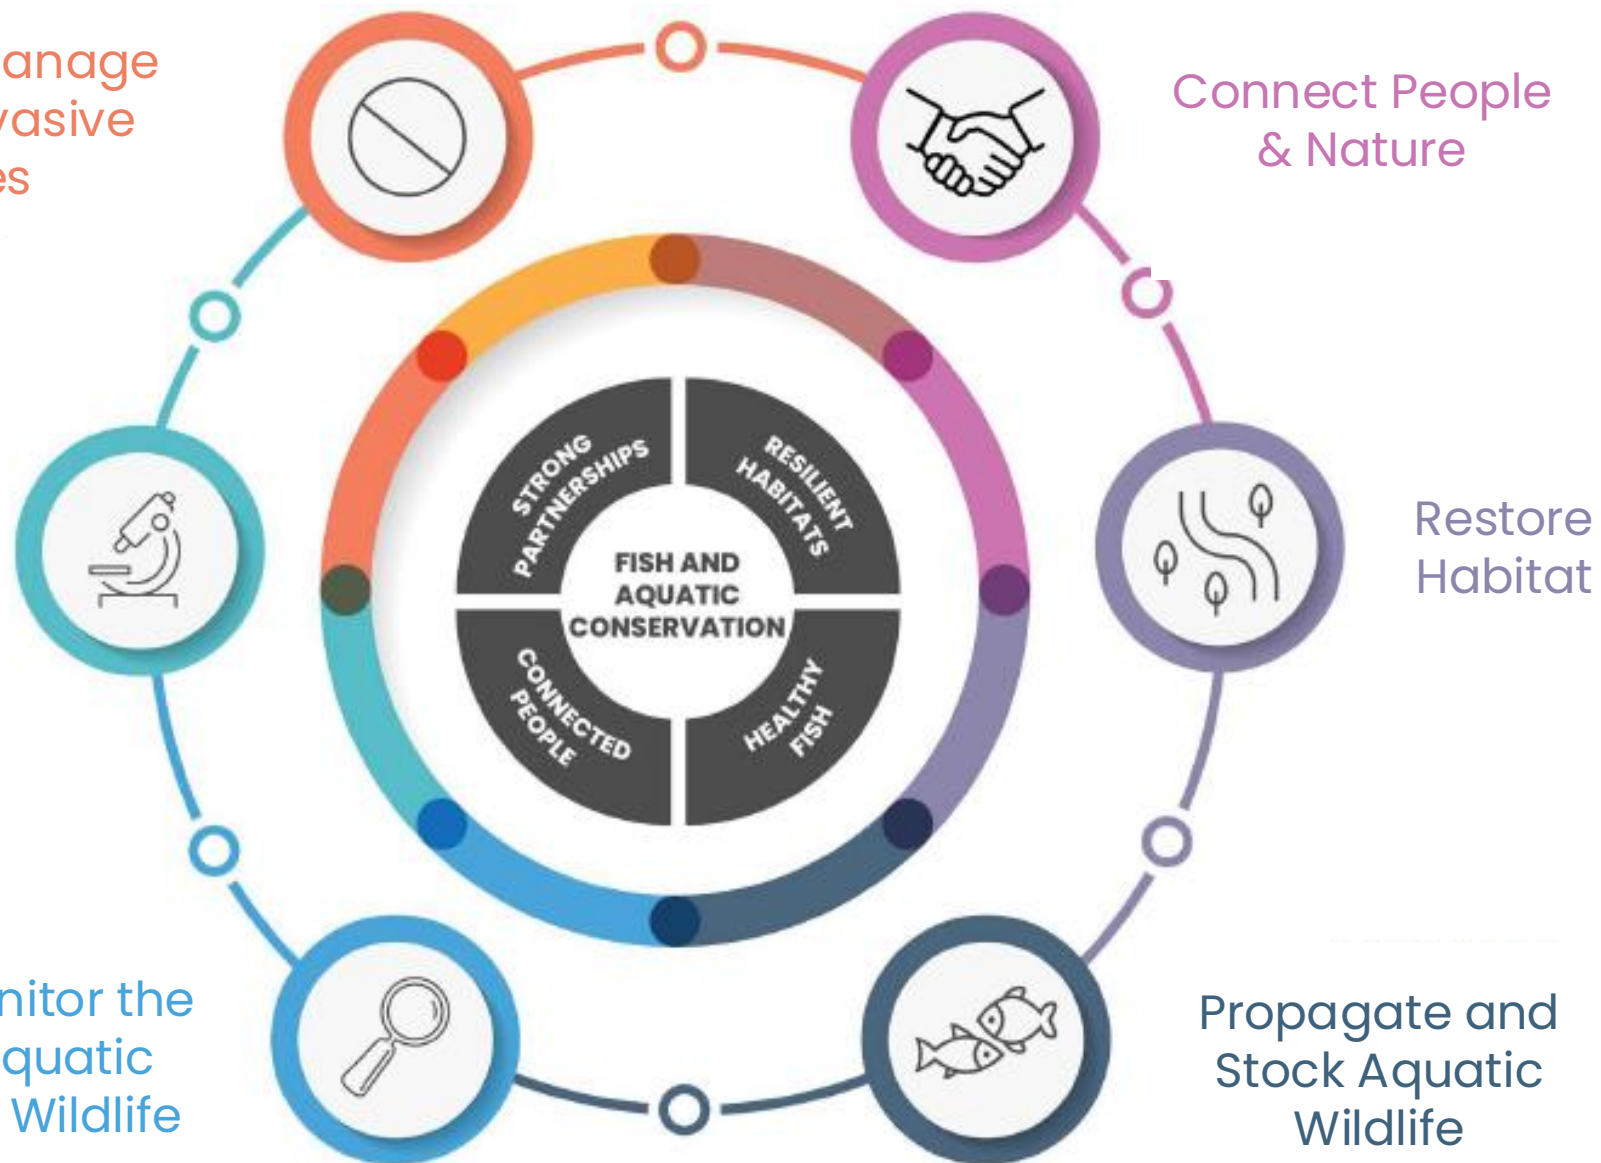 anage
vasive
es
Connect People
& Nature
STRONG
PARTNERSHIPS
RESILIENT
HABITATS
FISH AND
AQUATIC
CONSERVATION
CONNECTED
PEOPLE
HEALTHY
FISH
Restore
Habitat
nitor the
quatic
Wildlife
Propagate and
Stock Aquatic
Wildlife